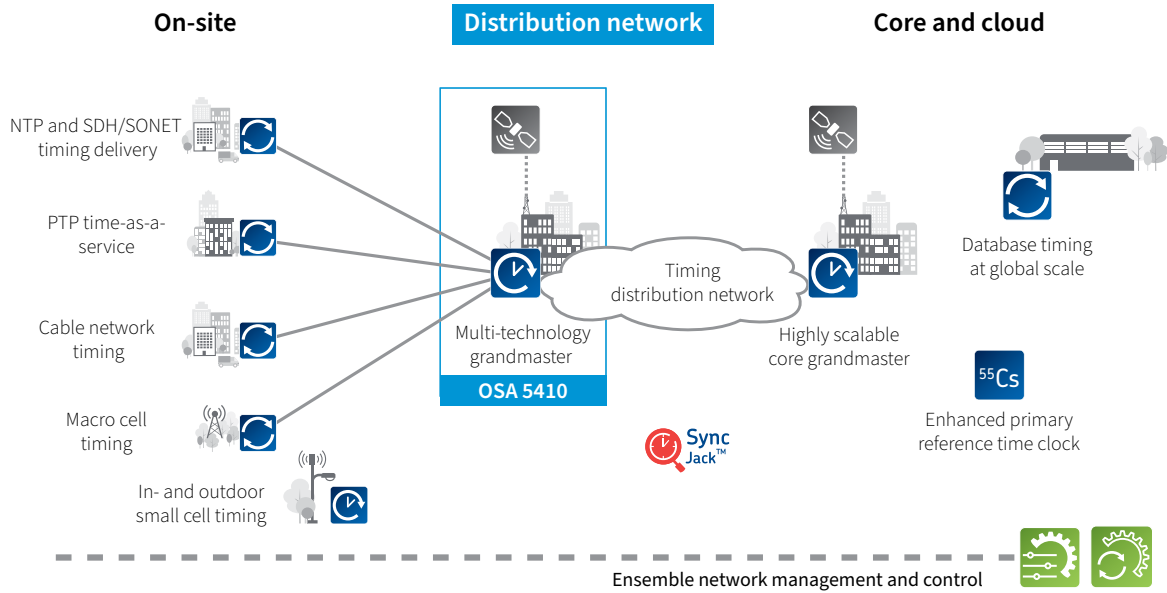 On-site
Distribution network
Core and cloud
NTP and SDH/SONET
timing delivery
PTP time-as-a-
service
Cable network
timing
Macro cell
timing
In- and outdoor
small cell timing
Multi-technology
grandmaster
OSA 5410
Timing
distribution network
Highly scalable
core grandmaster
Database timing
at global scale
55Cs
Enhanced primary
reference time clock
Sync
Jack™
Ensemble network management and control